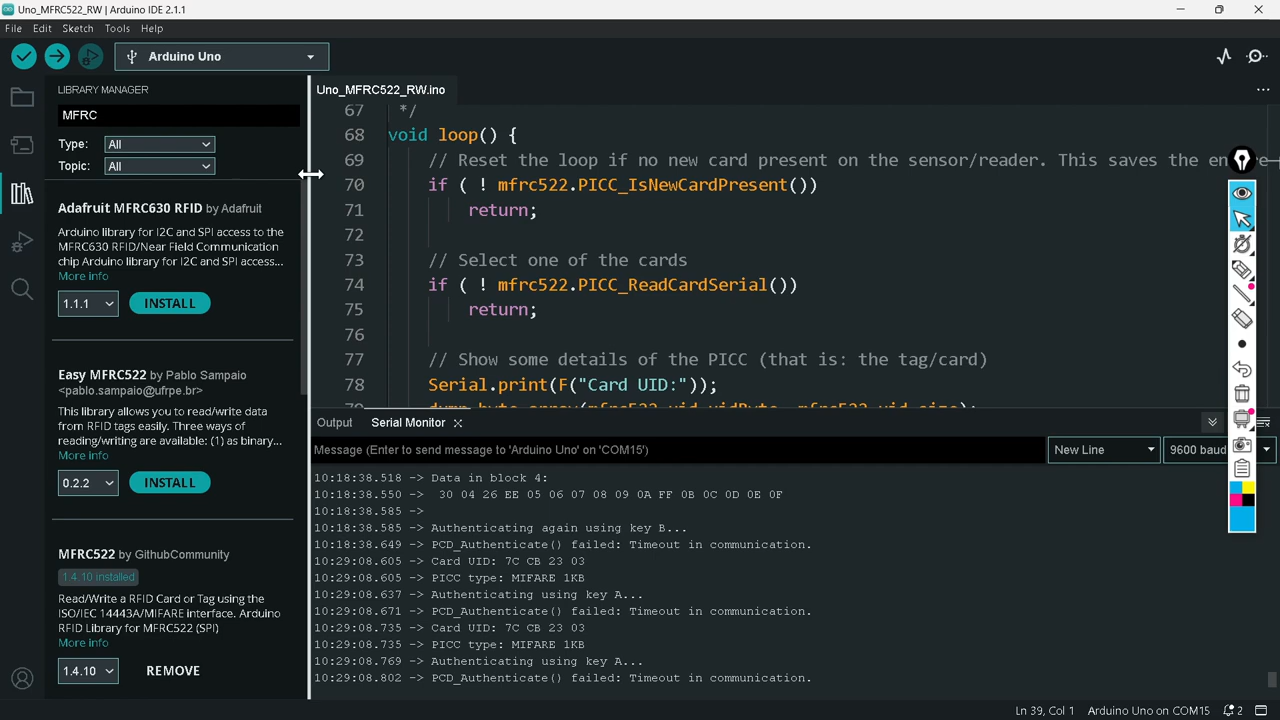 Uno_MFRC522_RW | Arduino IDE 2.1.1
File Edit Sketch Tools Help
Arduino Uno
LIBRARY MANAGER
MFRC
Type: All
Topic: All
Adafruit MFRC630 RFID by Adafruit
Arduino library for I2C and SPI access to the
MFRC630 RFID/Near Field Communication
chip Arduino library for I2C and SPI access...
More info
1.1.1 INSTALL
Easy MFRC522 by Pablo Sampaio
<pablo.sampaio@ufrpe.br>
This library allows you to read/write data
from RFID tags easily. Three ways of
reading/writing are available: (1) as binary...
More info
0.2.2 INSTALL
MFRC522 by GithubCommunity
1.4.10 installed
Read/Write a RFID Card or Tag using the
ISO/IEC 14443A/MIFARE interface. Arduino
RFID Library for MFRC522 (SPI)
More info
1.4.10 REMOVE
Uno_MFRC522_RW.ino
67 */
68 void loop() {
69 // Reset the loop if no new card present on the sensor/reader. This saves the
70 if ( ! mfrc522.PICC_IsNewCardPresent())
71 return;
72
73 // Select one of the cards
74 if ( ! mfrc522.PICC_ReadCardSerial())
75 return;
76
77 // Show some details of the PICC (that is: the tag/card)
78 Serial.print(F("Card UID:"));
Output Serial Monitor
Message (Enter to send message to 'Arduino Uno' on 'COM15') New Line 9600 baud
10:18:38.518 -> Data in block 4:
10:18:38.550 -> 30 04 26 EE 05 06 07 08 09 0A FF 0B 0C 0D 0E 0F
10:18:38.585 ->
10:18:38.585 -> Authenticating again using key B...
10:18:38.649 -> PCD_Authenticate() failed: Timeout in communication.
10:29:08.605 -> Card UID: 7C CB 23 03
10:29:08.605 -> PICC type: MIFARE 1KB
10:29:08.637 -> Authenticating using key A...
10:29:08.671 -> PCD_Authenticate() failed: Timeout in communication.
10:29:08.735 -> Card UID: 7C CB 23 03
10:29:08.735 -> PICC type: MIFARE 1KB
10:29:08.769 -> Authenticating using key A...
10:29:08.802 -> PCD_Authenticate() failed: Timeout in communication.
Ln 39, Col 1 Arduino Uno on COM15 2